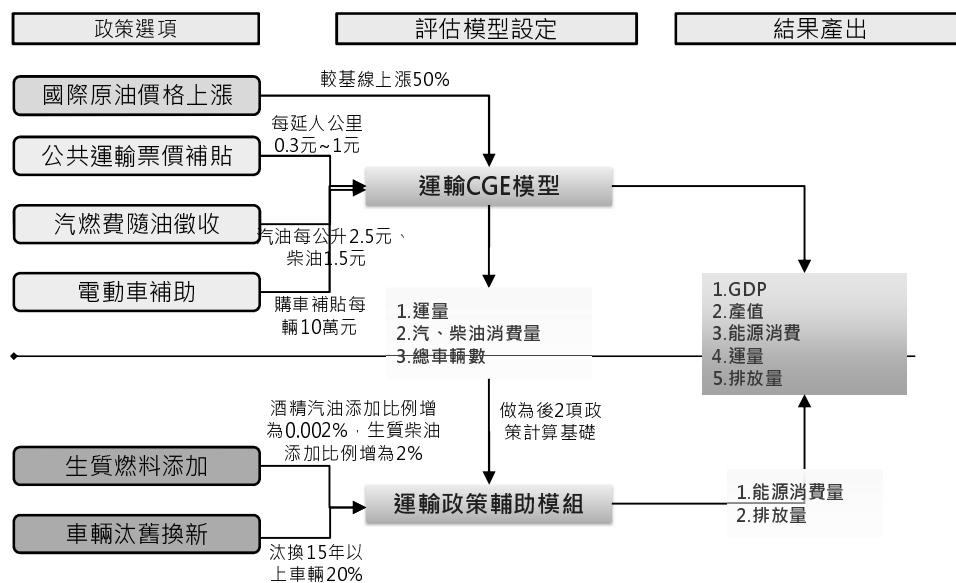 政策選項
評估模型設定
結果產出
國際原油價格上漲
較基線上漲50%
公共運輸票價補貼
每延人公里
0.3元~1元
運輸CGE模型
汽燃費隨油徵收
汽油每公升2.5元、
柴油1.5元
電動車補助
購車補貼每
輛10萬元
1.運量
2.汽、柴油消費量
3.總車輛數
1.GDP
2.產值
3.能源消費
4.運量
5.排放量
酒精汽油添加比例增
為0.002%，生質柴油
添加比例增為2%
做為後2項政
策計算基礎
生質燃料添加
運輸政策輔助模組
1.能源消費量
2.排放量
車輛汰舊換新
汰換15年以
上車輛20%